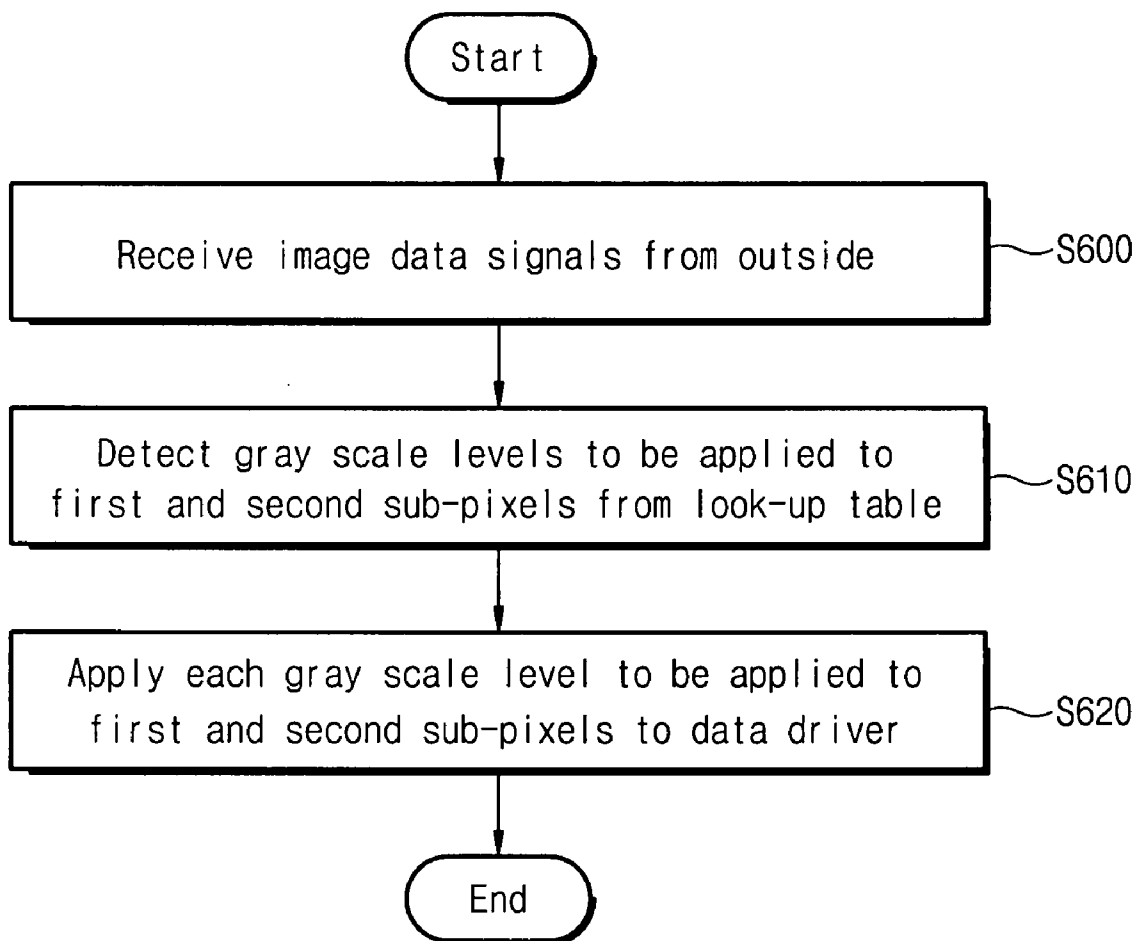 Start
Receive image data signals from outside
S600
Detect gray scale levels to be applied to
first and second sub-pixels from look-up table
S610
Apply each gray scale level to be applied to
first and second sub-pixels to data driver
S620
End